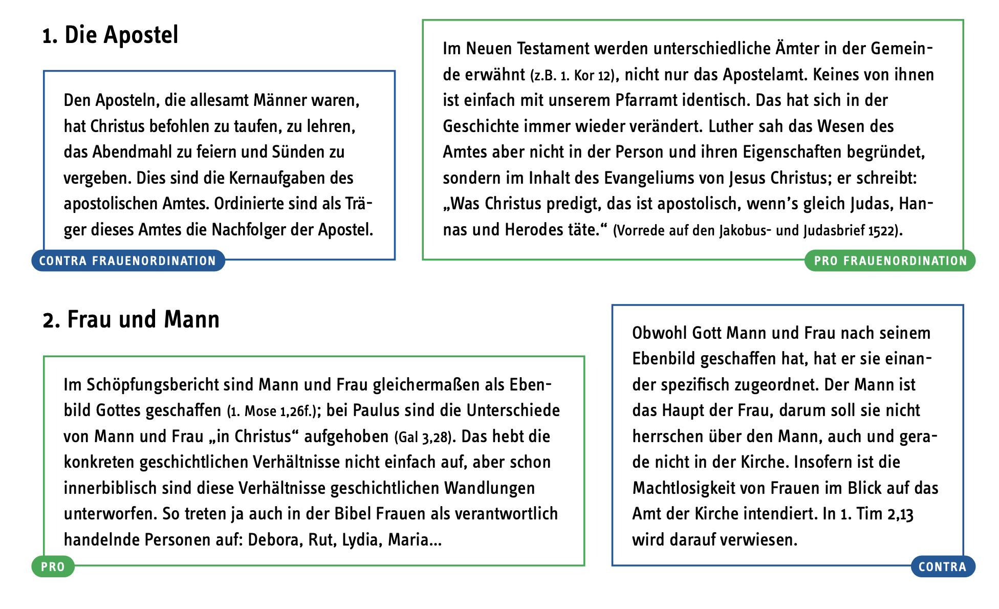 1. Die Apostel
Den Aposteln, die allesamt Männer waren,
hat Christus befohlen zu taufen, zu lehren,
das Abendmahl zu feiern und Sünden zu
vergeben. Dies sind die Kernaufgaben des
apostolischen Amtes. Ordinierte sind als Trä-
ger dieses Amtes die Nachfolger der Apostel.
CONTRA FRAUENORDINATION
Im Neuen Testament werden unterschiedliche Ämter in der Gemein-
de erwähnt (z.B. 1. Kor 12), nicht nur das Apostelamt. Keines von ihnen
ist einfach mit unserem Pfarramt identisch. Das hat sich in der
Geschichte immer wieder verändert. Luther sah das Wesen des
Amtes aber nicht in der Person und ihren Eigenschaften begründet,
sondern im Inhalt des Evangeliums von Jesus Christus; er schreibt:
„Was Christus predigt, das ist apostolisch, wenn’s gleich Judas, Han-
nas und Herodes täte.“ (Vorrede auf den Jakobus- und Judasbrief 1522).
PRO FRAUENORDINATION
2. Frau und Mann
Im Schöpfungsbericht sind Mann und Frau gleichermaßen als Eben-
bild Gottes geschaffen (1. Mose 1,26f.); bei Paulus sind die Unterschiede
von Mann und Frau „in Christus“ aufgehoben (Gal 3,28). Das hebt die
konkreten geschichtlichen Verhältnisse nicht einfach auf, aber schon
innerbiblisch sind diese Verhältnisse geschichtlichen Wandlungen
unterworfen. So treten ja auch in der Bibel Frauen als verantwortlich
handelnde Personen auf: Debora, Rut, Lydia, Maria...
PRO
Obwohl Gott Mann und Frau nach seinem
Ebenbild geschaffen hat, hat er sie einan-
der spezifisch zugeordnet. Der Mann ist
das Haupt der Frau, darum soll sie nicht
herrschen über den Mann, auch und gera-
de nicht in der Kirche. Insofern ist die
Machtlosigkeit von Frauen im Blick auf das
Amt der Kirche intendiert. In 1. Tim 2,13
wird darauf verwiesen.
CONTRA